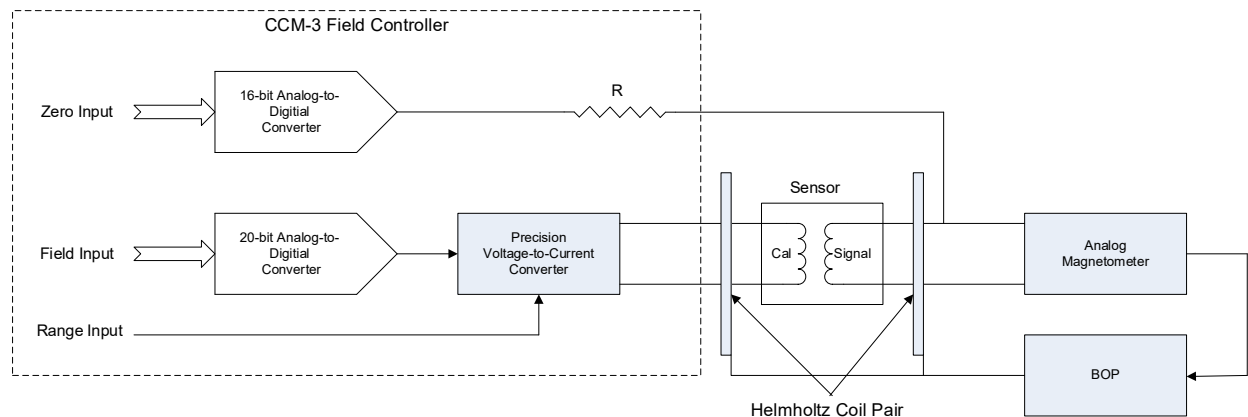 CCM-3 Field Controller
Zero Input
16-bit Analog-to-
Digitial
Converter
R
Field Input
20-bit Analog-to-
Digitial
Converter
Precision
Voltage-to-Current
Converter
Range Input
Sensor
Cal
Signal
Analog
Magnetometer
BOP
Helmholtz Coil Pair